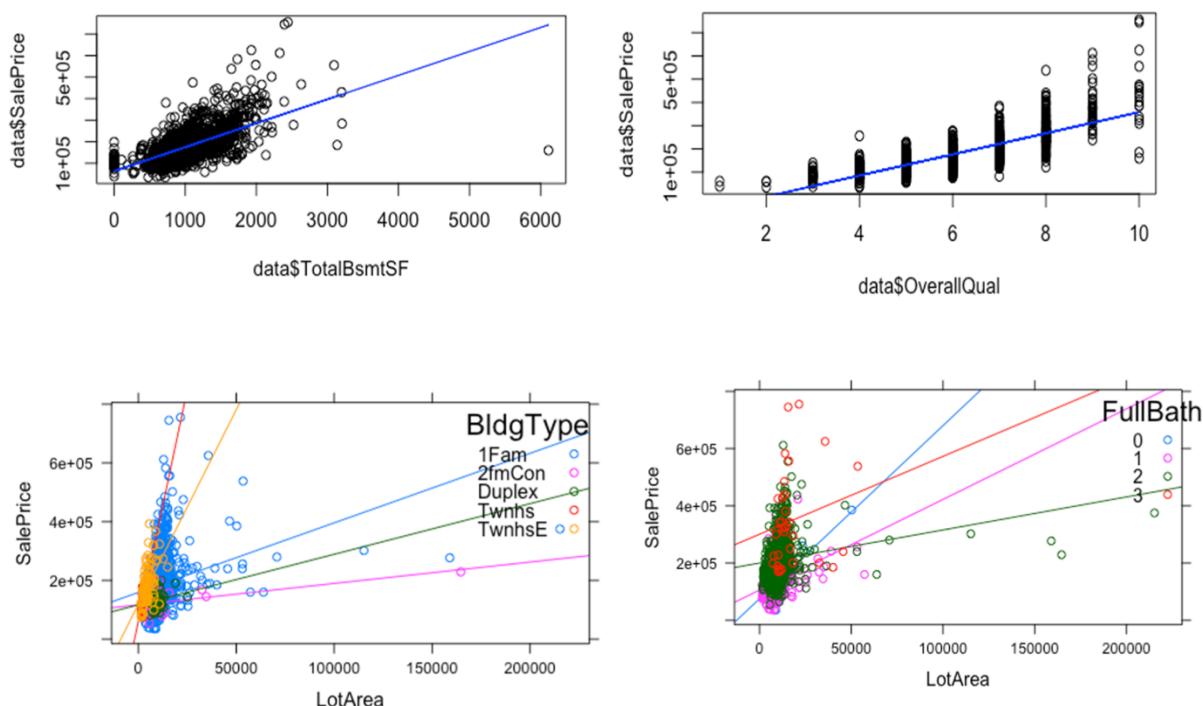 data$SalePrice
1e+05 5e+05
0 1000 2000 3000 4000 5000 6000
data$TotalBsmtSF
data$SalePrice
1e+05 5e+05
2 4 6 8 10
data$OverallQual
SalePrice
6e+05
4e+05
2e+05
0
BldgType
1Fam
2fmCon
Duplex
Twnhs
TwnhsE
0 50000 100000 150000 200000
LotArea
SalePrice
6e+05
4e+05
2e+05
0
FullBath
0
1
2
3
0 50000 100000 150000 200000
LotArea